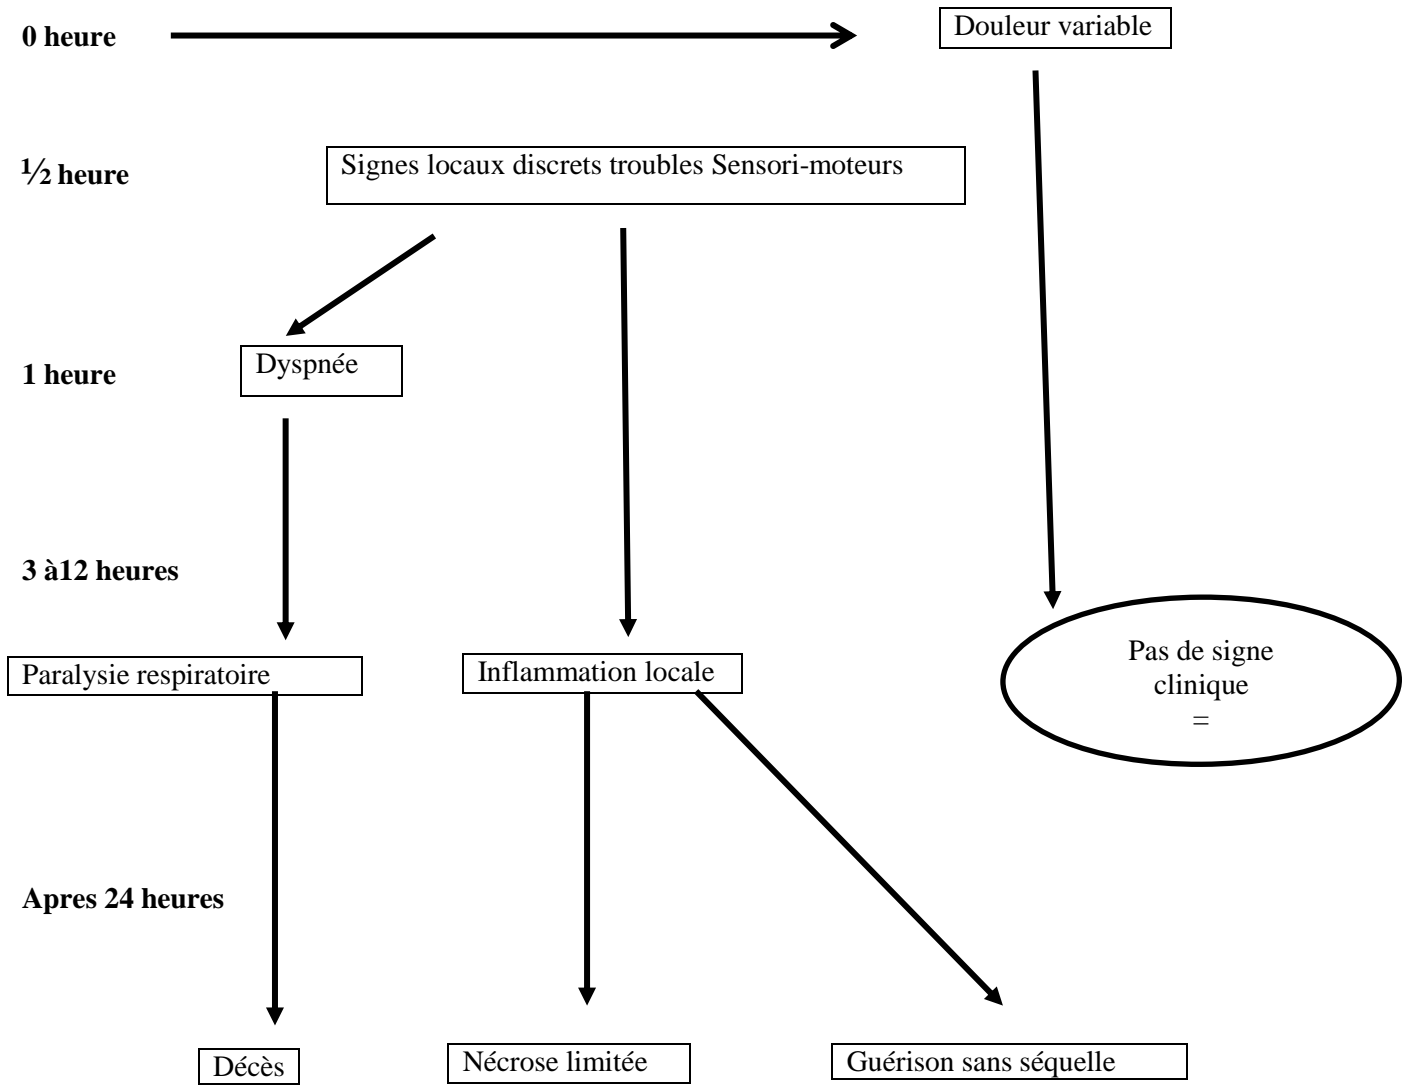 0 heure
Douleur variable
½ heure
Signes locaux discrets troubles Sensori-moteurs
1 heure
Dyspnée
3 à12 heures
Paralysie respiratoire
Inflammation locale
Pas de signe
clinique
=
Apres 24 heures
Décès
Nécrose limitée
Guérison sans séquelle